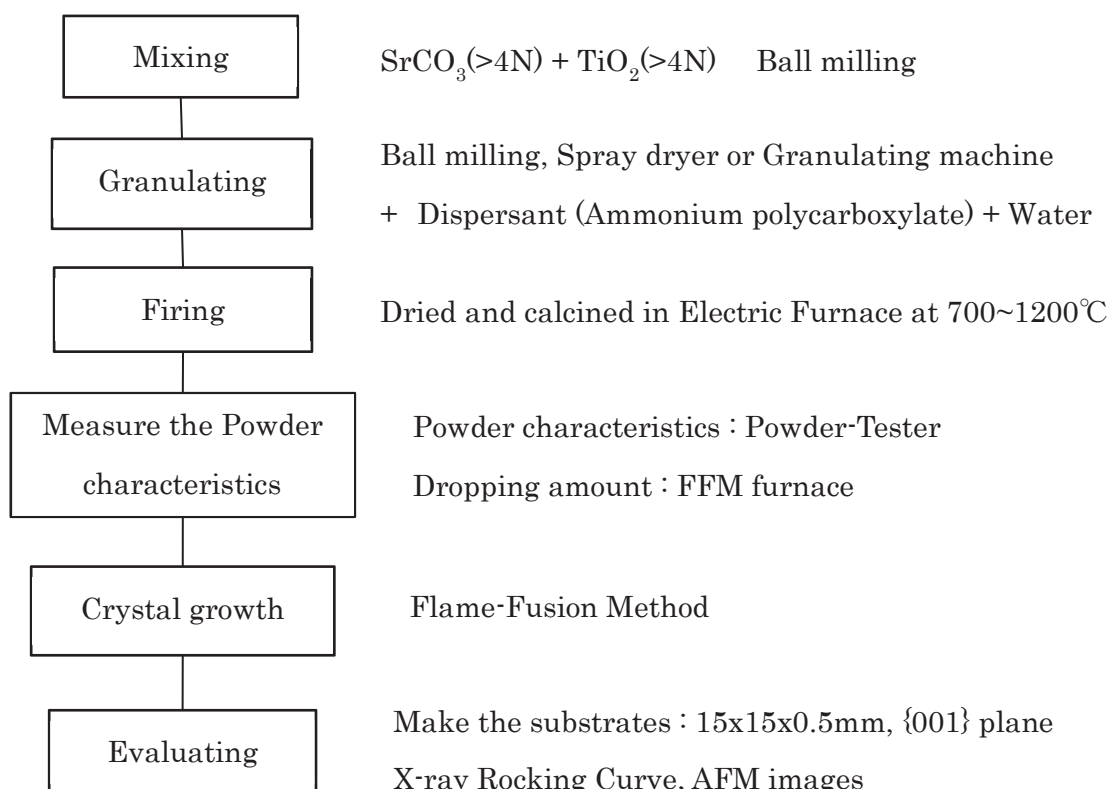 Mixing
SrCO₃(>4N) + TiO₂(>4N) Ball milling
Granulating
Ball milling, Spray dryer or Granulating machine
+ Dispersant (Ammonium polycarboxylate) + Water
Firing
Dried and calcined in Electric Furnace at 700~1200℃
Measure the Powder
characteristics
Powder characteristics : Powder-Tester
Dropping amount : FFM furnace
Crystal growth
Flame-Fusion Method
Evaluating
Make the substrates : 15x15x0.5mm, {001} plane
X-ray Rocking Curve, AFM images